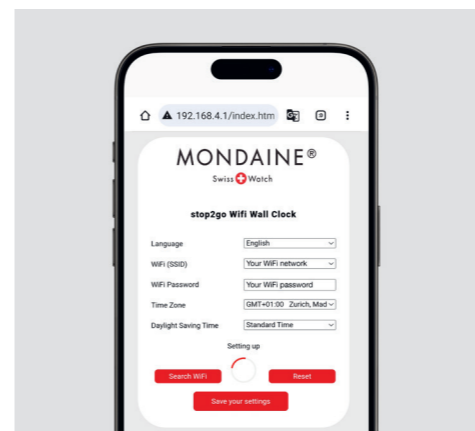 192.168.4.1/index.htm
MONDAINE®
Swiss Watch
stop2go Wifi Wall Clock
Language English
WiFi (SSID) Your WiFi network
WiFi Password Your WiFi password
Time Zone GMT+01:00 Zurich, Mad
Daylight Saving Time Standard Time
Setting up
Search WiFi Reset
Save your settings